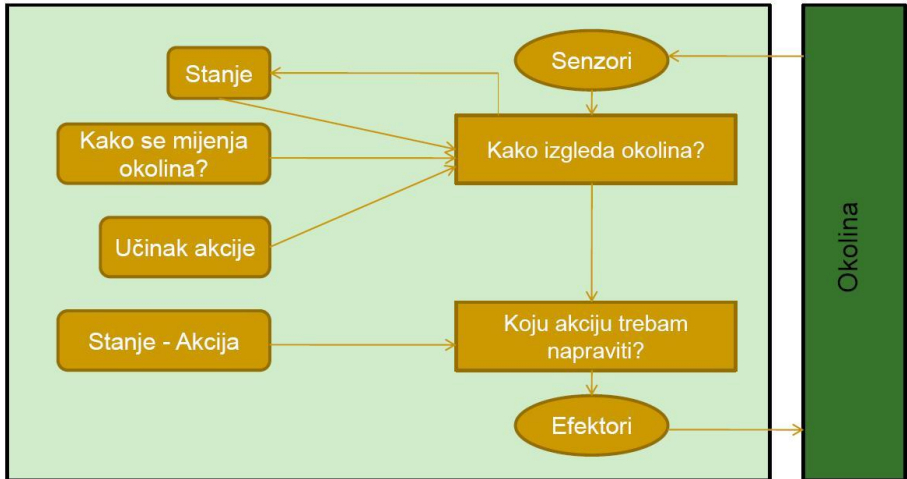 Senzori
Stanje
Kako se mijenja
okolina?
Kako izgleda okolina?
Učinak akcije
Stanje - Akcija
Koju akciju trebam
napraviti?
Efektori
Okolina